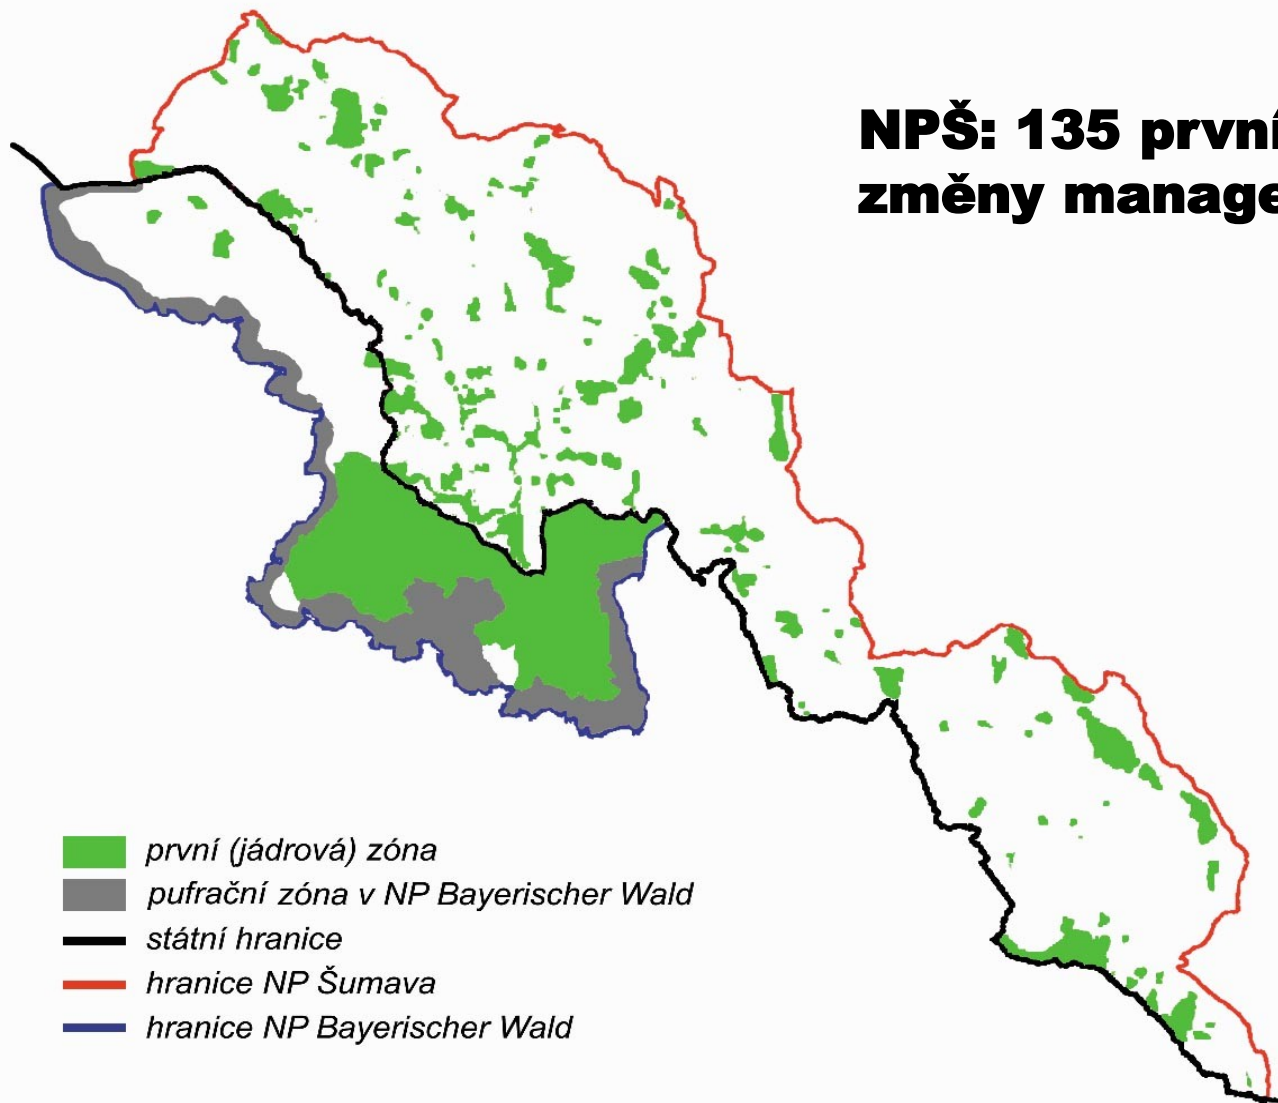 NPŠ: 135 první
změny manage
první (jádrová) zóna
pufrační zóna v NP Bayerischer Wald
státní hranice
hranice NP Šumava
hranice NP Bayerischer Wald